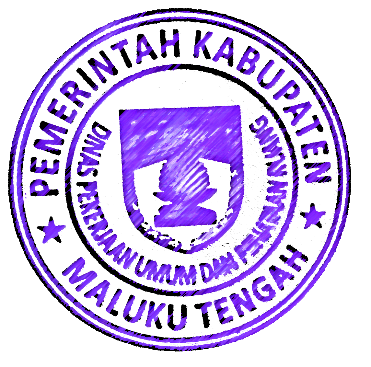 PEMERINTAH KABUPATEN
DINAS PEKERJAAN UMUM DAN PENATAAN RUANG
MALUKU TENGAH